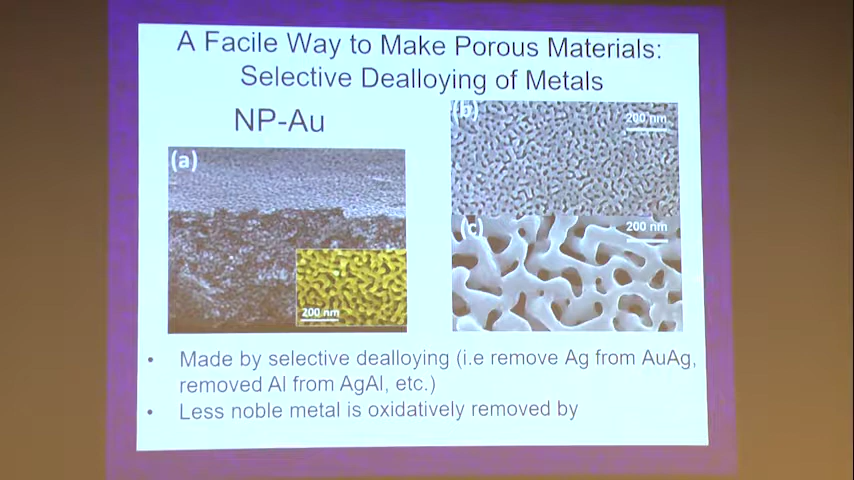 A Facile Way to Make Porous Materials:
Selective Dealloying of Metals
NP-Au
(a)
200 nm
(b)
200 nm
(c)
200 nm
• Made by selective dealloying (i.e remove Ag from AuAg,
removed Al from AgAl, etc.)
• Less noble metal is oxidatively removed by